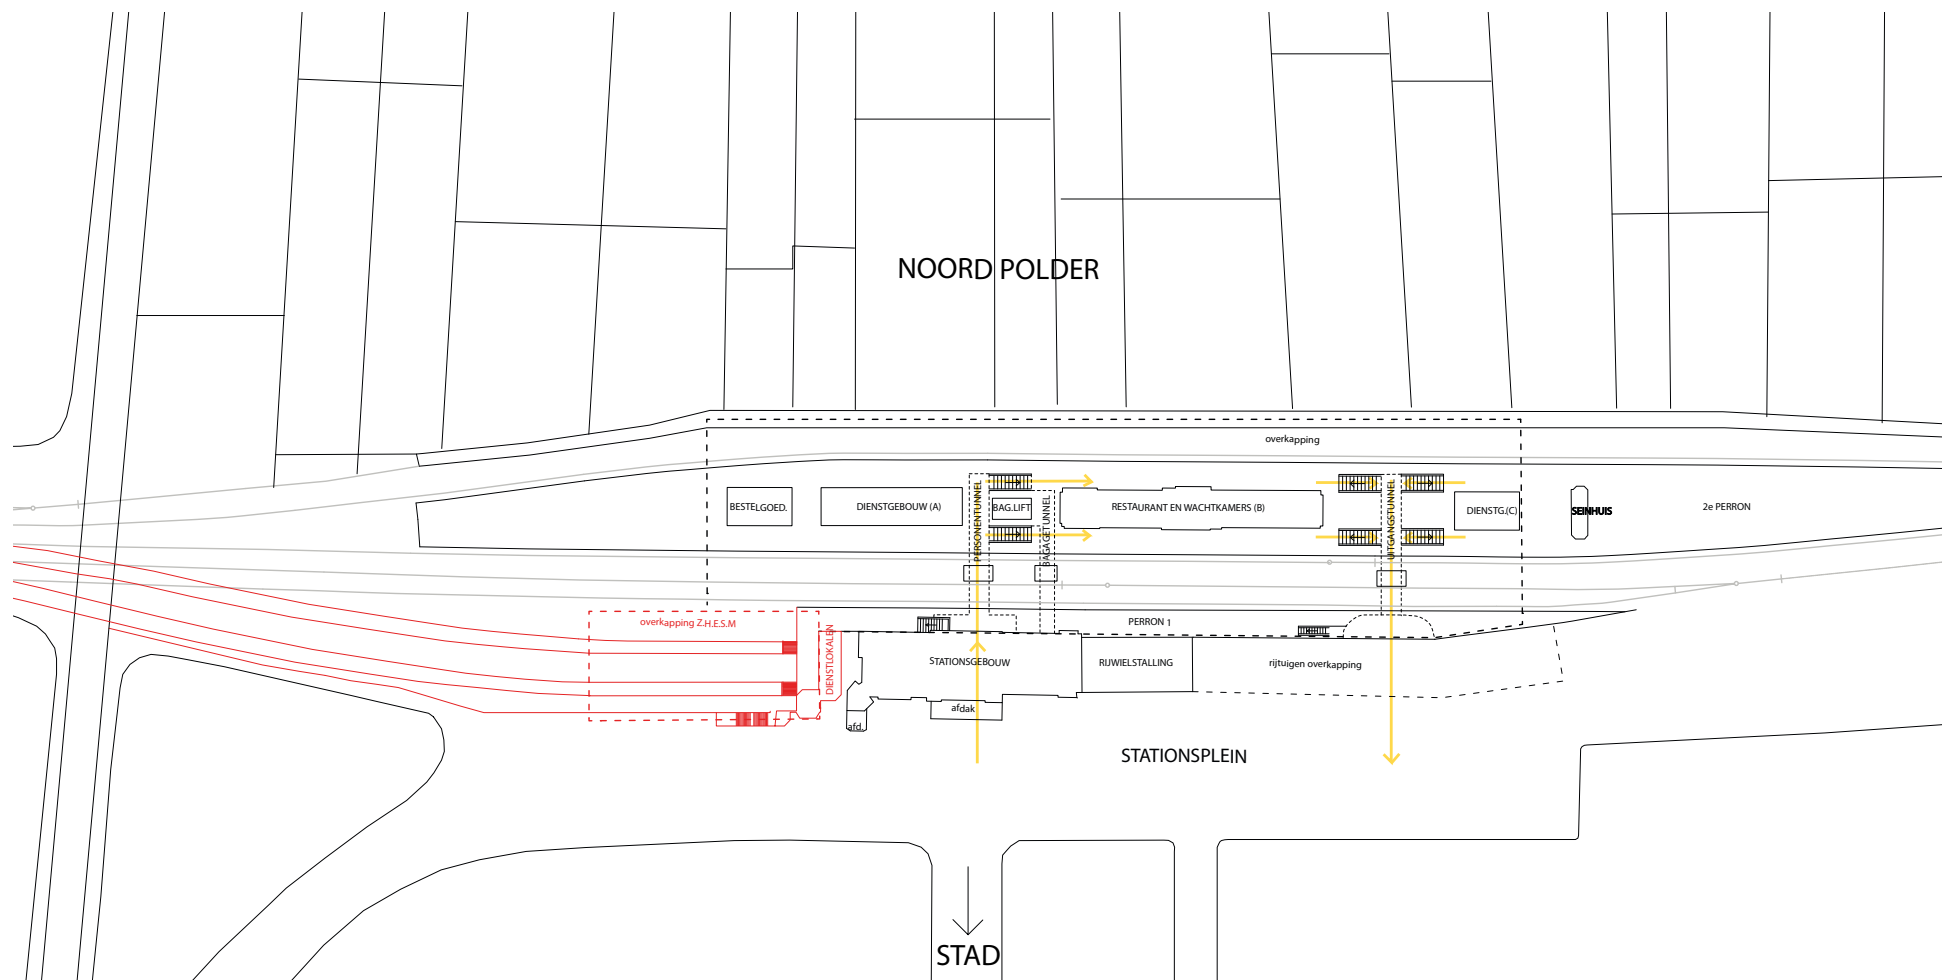 NOORD POLDER
overkapping
BESTELGOED.
DIENSTGEBOUW (A)
PERSONENTUNNEL
BAG.LIFT
BAGAGETUNNEL
RESTAURANT EN WACHTKAMERS (B)
UITGANGSTUNNEL
DIENSTG.(C)
SEINHUIS
2e PERRON
overkapping Z.H.E.S.M
DIENSTLOKALEN
PERRON 1
STATIONSGEBOUW
RIJWIELSTALLING
rijtuigen overkapping
afdak
afd.
STATIONSPLEIN
STAD